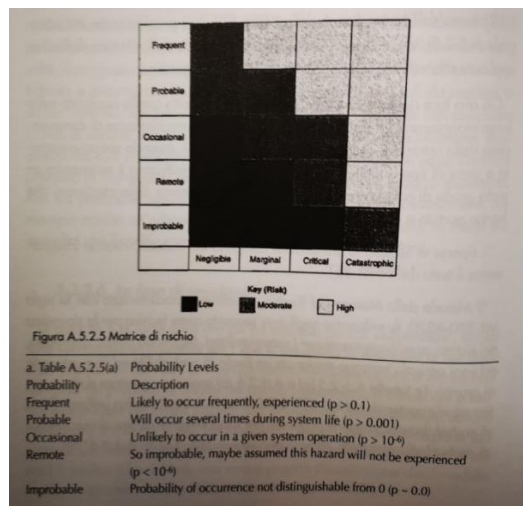 Frequent
Probable
Occasional
Remote
Improbable
Negligible Marginal Critical Catastrophic
Key (Risk)
Low Moderate High
Figura A.5.2.5 Matrice di rischio
a. Table A.5.2.5(a) Probability Levels
Probability Description
Frequent Likely to occur frequently, experienced (p > 0.1)
Probable Will occur several times during system life (p > 0.001)
Occasional Unlikely to occur in a given system operation (p > 10-6)
Remote So improbable, maybe assumed this hazard will not be experienced
(p < 10-6)
Improbable Probability of occurrence not distinguishable from 0 (p ~ 0.0)